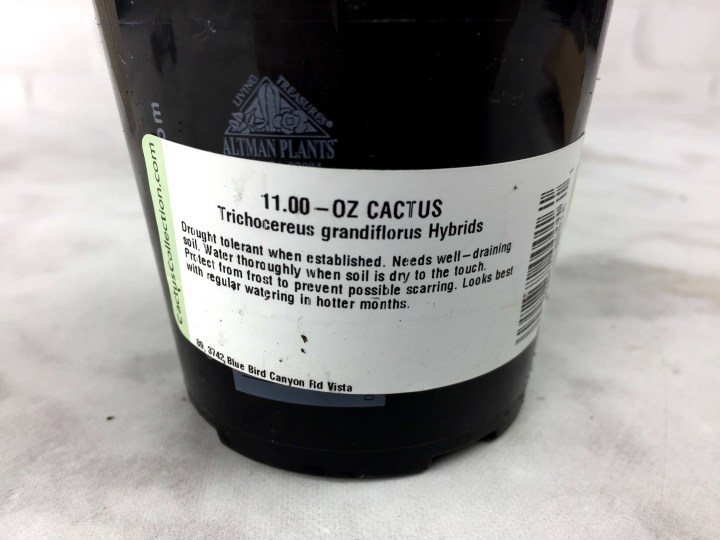 LIVING TREASURES®
ALTMAN PLANTS
CactusCollection.com
11.00-OZ CACTUS
Trichocereus grandiflorus Hybrids
Drought tolerant when established. Needs well-draining
soil. Water thoroughly when soil is dry to the touch.
Protect from frost to prevent possible scarring. Looks best
with regular watering in hotter months.
3742 Blue Bird Canyon Rd Vista